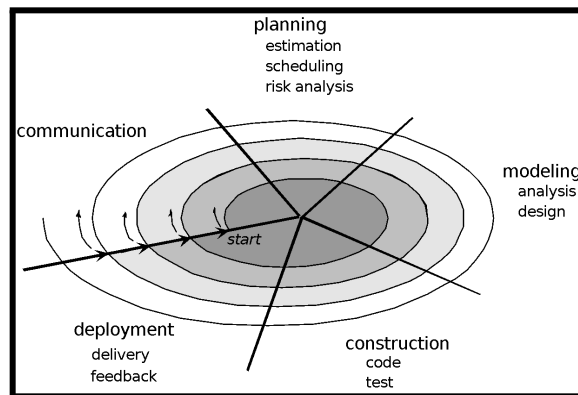 planning
estimation
scheduling
risk analysis
communication
modeling
analysis
design
start
deployment
delivery
feedback
construction
code
test